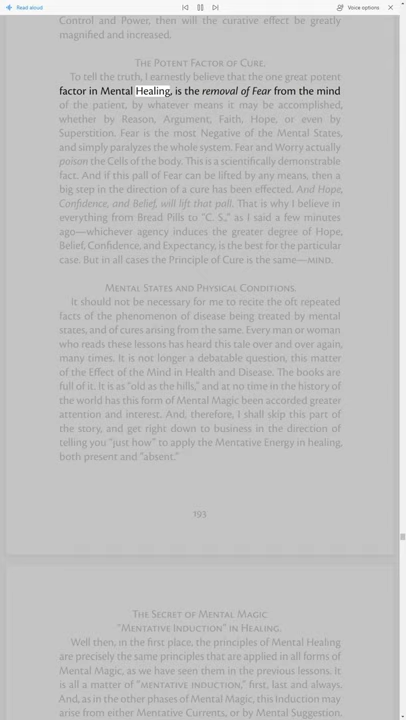 Read aloud
Voice options
Control and Power, then will the curative effect be greatly
magnified and increased.
The Potent Factor of Cure.
To tell the truth, I earnestly believe that the one great potent
factor in Mental Healing, is the removal of Fear from the mind
of the patient, by whatever means it may be accomplished,
whether by Reason, Argument, Faith, Hope, or even by
Superstition. Fear is the most Negative of the Mental States,
and simply paralyzes the whole system. Fear and Worry actually
poison the Cells of the body. This is a scientifically demonstrable
fact. And if this pall of Fear can be lifted by any means, then a
big step in the direction of a cure has been effected. And Hope,
Confidence, and Belief, will lift that pall. That is why I believe in
everything from Bread Pills to “C. S.,” as I said a few minutes
ago—whichever agency induces the greater degree of Hope,
Belief, Confidence, and Expectancy, is the best for the particular
case. But in all cases the Principle of Cure is the same—MIND.
Mental States and Physical Conditions.
It should not be necessary for me to recite the oft repeated
facts of the phenomenon of disease being treated by mental
states, and of cures arising from the same. Every man or woman
who reads these lessons has heard this tale over and over again,
many times. It is not longer a debatable question, this matter
of the Effect of the Mind in Health and Disease. The books are
full of it. It is as “old as the hills,” and at no time in the history of
the world has this form of Mental Magic been accorded greater
attention and interest. And, therefore, I shall skip this part of
the story, and get right down to business in the direction of
telling you “just how” to apply the Mentative Energy in healing,
both present and “absent.”
193
The Secret of Mental Magic
“Mentative Induction” in Healing.
Well then, in the first place, the principles of Mental Healing
are precisely the same principles that are applied in all forms of
Mental Magic, as we have seen them in the previous lessons. It
is all a matter of “MENTATIVE INDUCTION,” first, last and always.
And, as in the other phases of Mental Magic, this Induction may
arise from either Mentative Currents, or by Mental Suggestion,